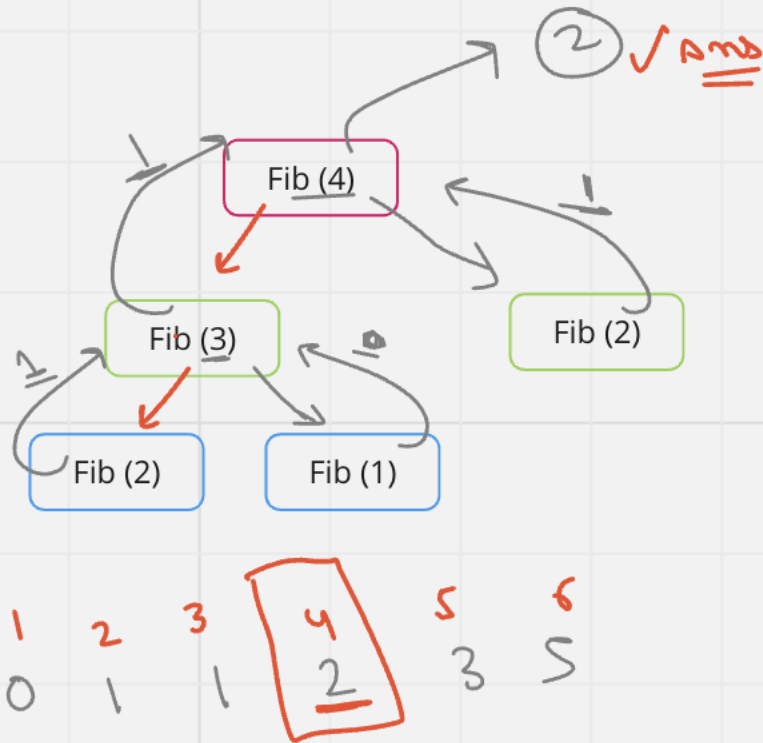 2 ✓ ans
1
Fib (4)
1
Fib (3)
0
Fib (2)
1
Fib (2)
Fib (1)
1 2 3 4 5 6
0 1 1 2 3 5